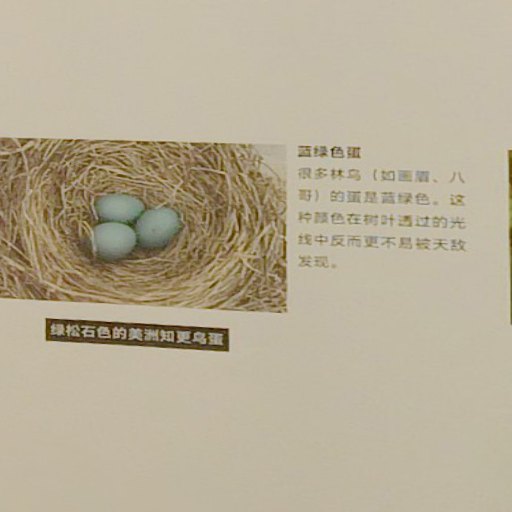 蓝绿色蛋
很多林鸟（如画眉、八
哥）的蛋是蓝绿色。这
种颜色在树叶透过的光
线中反而更不易被天敌
发现。
绿松石色的美洲知更鸟蛋